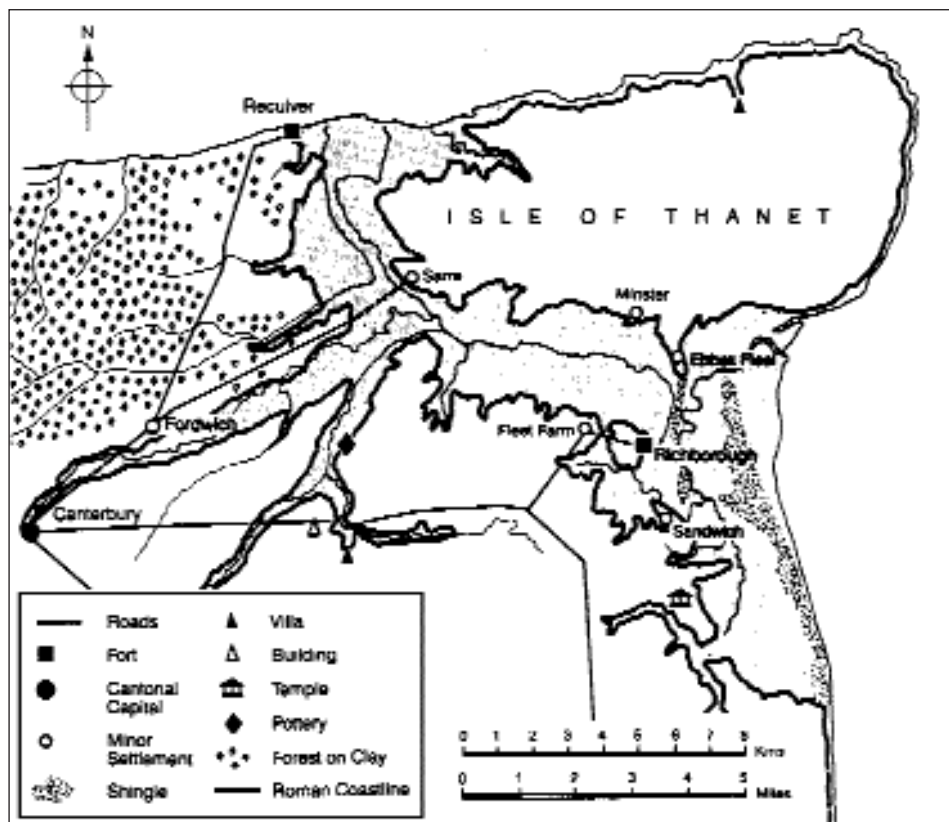 N
Reculver
ISLE OF THANET
Sarre
Minster
Ebbes Fleet
Fordwich
Fleet Farm
Richborough
Canterbury
Sandwich
Roads
Fort
Cantonal
Capital
Minor
Settlement
Shingle
Villa
Building
Temple
Pottery
Forest on Clay
Roman Coastline
0 1 2 3 4 5 6 7 8
Kms
0 1 2 3 4 5
Miles